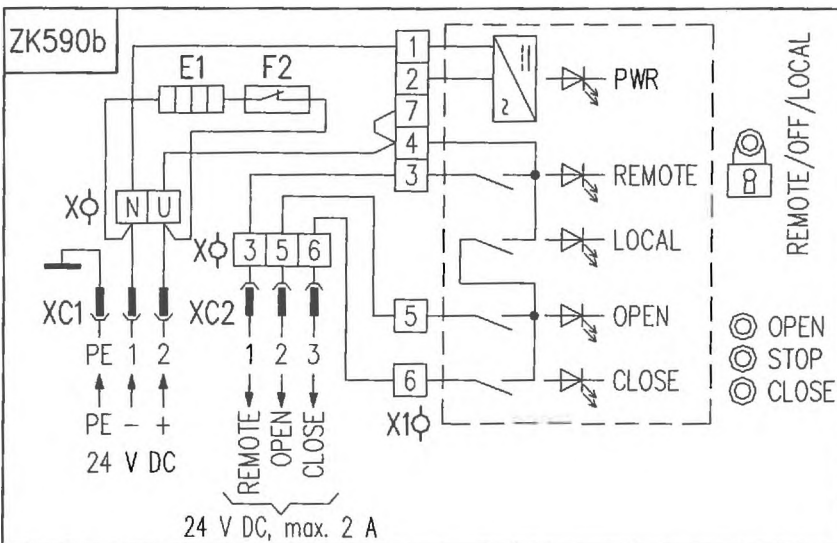 ZK590b
E1 F2
1
2
7
4
3
PWR
REMOTE
LOCAL
OPEN
CLOSE
REMOTE/OFF/LOCAL
OPEN
STOP
CLOSE
X N U
X 3 5 6
5
6
X1
XC1 XC2
PE 1 2 1 2 3
PE - +
24 V DC
REMOTE
OPEN
CLOSE
24 V DC, max. 2 A